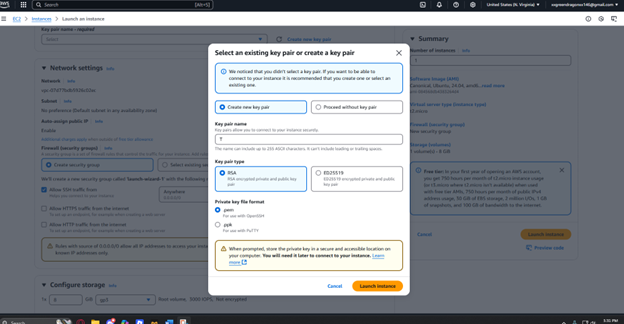 aws
Search
[Alt+S]
United States (N. Virginia)
EC2
Instances
Launch an instance
Key pair name - required
Select
Create new key pair
Network settings
Info
Network
Info
Subnet
Info
No preference (Default subnet in any availability zone)
Auto-assign public IP
Info
Enable
Firewall (security groups)
Info
Create security group
Select existing
We'll create a new security group called
Allow SSH traffic from
Anywhere
Allow HTTPS traffic from the internet
Allow HTTP traffic from the internet
Rules with source of 0.0.0.0/0 allow all IP addresses to access your
known IP addresses only.
Configure storage
Info
1x
8
GiB
gp3
Root volume, 3000 IOPS, Not encrypted
Select an existing key pair or create a key pair
We noticed that you didn't select a key pair. If you want to be able to
connect to your instance it is recommended that you create one or select an
existing one.
Create new key pair
Proceed without key pair
Key pair name
Key pairs allow you to connect to your instance securely.
The name can include up to 255 ASCII characters. It can't include leading or trailing spaces.
Key pair type
RSA
RSA encrypted private and public key
pair
ED25519
ED25519 encrypted private and public
key pair
Private key file format
.pem
For use with OpenSSH
.ppk
For use with PuTTY
When prompted, store the private key in a secure and accessible location on
your computer. You will need it later to connect to your instance. Learn
more
Cancel
Launch instance
Summary
Number of instances
Info
1
Software Image (AMI)
Canonical, Ubuntu, 24.04, amd6... read more
Virtual server type (instance type)
Firewall (security group)
New security group
Storage (volumes)
1 volume(s) - 8 GiB
Free tier: In your first year of opening an AWS account,
you get 750 hours per month of t2.micro instance usage
(or t3.micro where t2.micro isn't available) when used
with free tier AMIs, 750 hours per month of public IPv4
address usage, 30 GiB of EBS storage, 2 million I/Os, 1
GB of snapshots, and 100 GB of bandwidth to the internet.
Cancel
Launch instance
Preview code
Search
5:31 PM